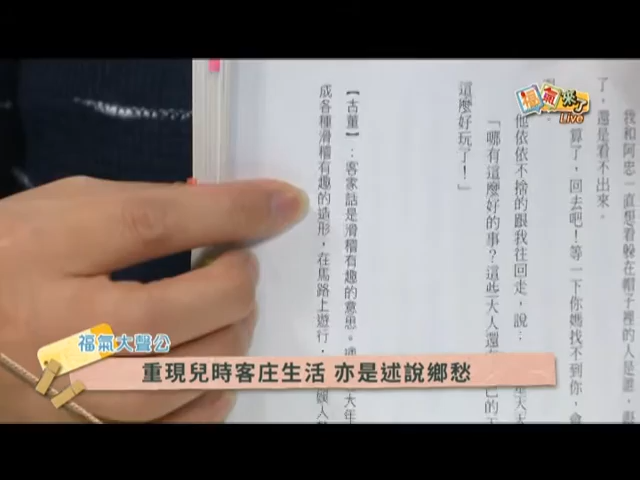 福氣來了
Live
我和阿忠一直想看躲在帽子裡的人是誰,
了,還是看不出來。
算了,回去吧!等一下你媽找不到你,會
他依依不捨的跟我往回走,說:
「哪有這麼好的事?這些大人還
這麼好玩了!」
【古董】:客家話是滑稽有趣的意思。
成各種滑稽有趣的造形,在馬路上遊行,
福氣大聲公
重現兒時客庄生活 亦是述說鄉愁